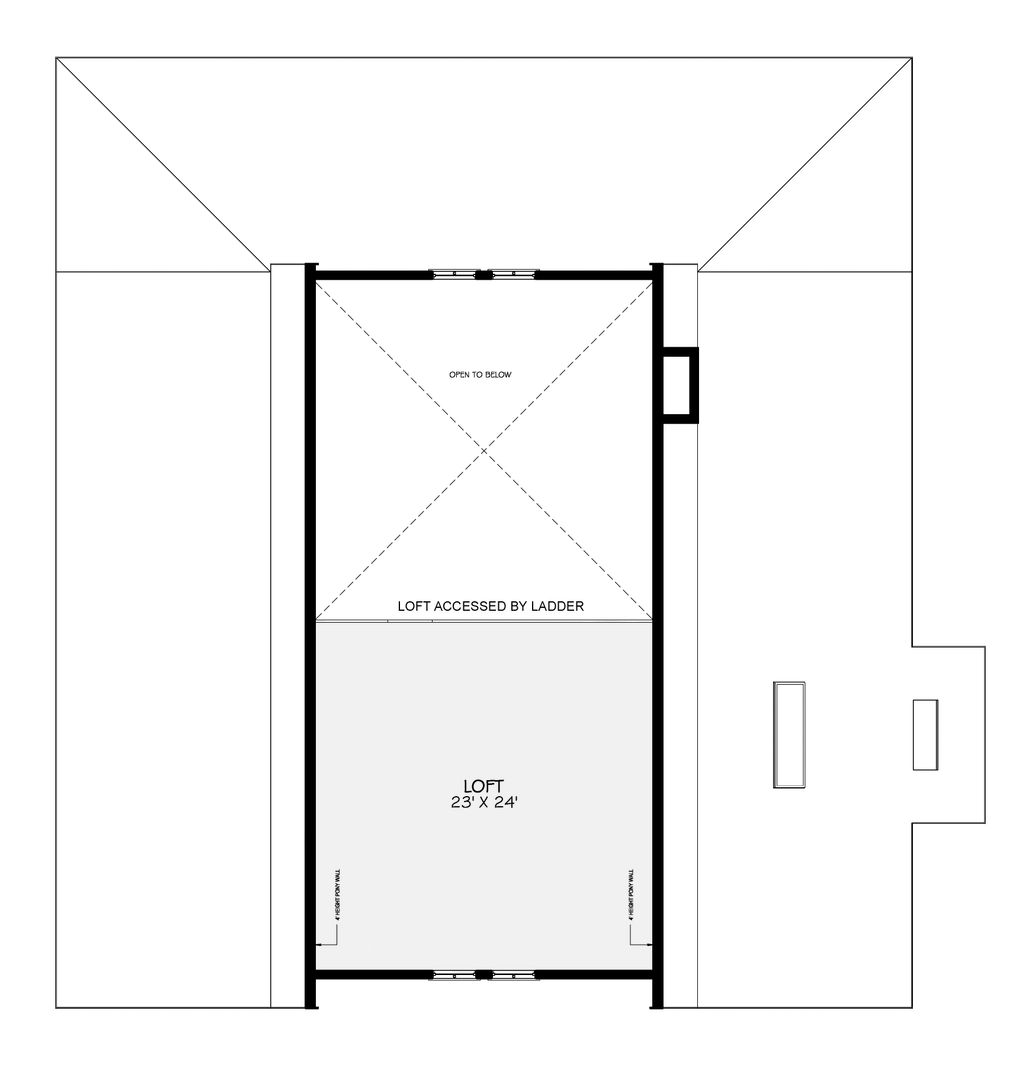 OPEN TO BELOW
LOFT ACCESSED BY LADDER
LOFT
23' X 24'
4' HEIGHT PONY WALL
4' HEIGHT PONY WALL